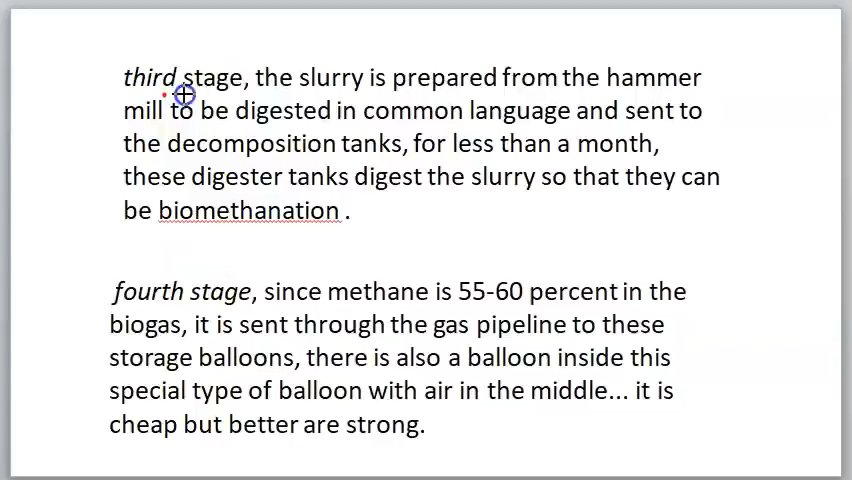 third stage, the slurry is prepared from the hammer
mill to be digested in common language and sent to
the decomposition tanks, for less than a month,
these digester tanks digest the slurry so that they can
be biomethanation .
fourth stage, since methane is 55-60 percent in the
biogas, it is sent through the gas pipeline to these
storage balloons, there is also a balloon inside this
special type of balloon with air in the middle... it is
cheap but better are strong.